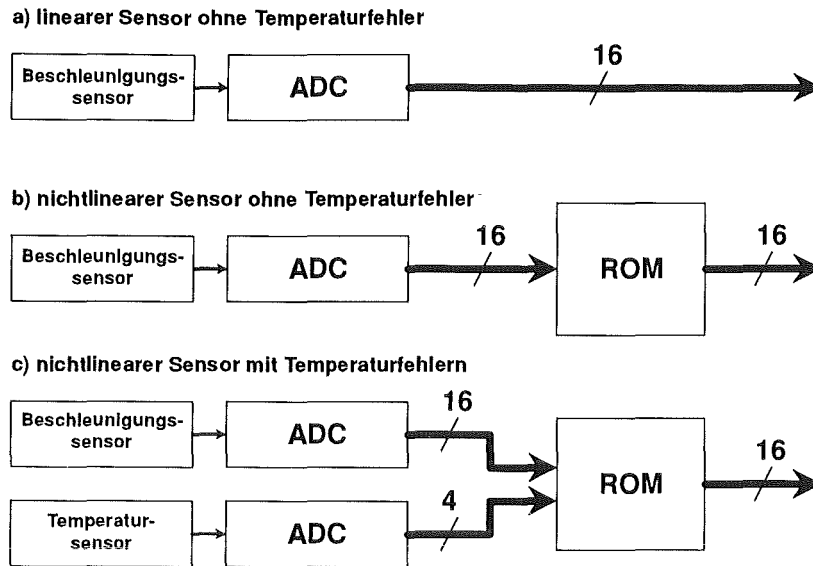 a) linearer Sensor ohne Temperaturfehler
Beschleunigungs-
sensor
ADC
16
b) nichtlinearer Sensor ohne Temperaturfehler
Beschleunigungs-
sensor
ADC
16
ROM
16
c) nichtlinearer Sensor mit Temperaturfehlern
Beschleunigungs-
sensor
ADC
16
Temperatur-
sensor
ADC
4
ROM
16